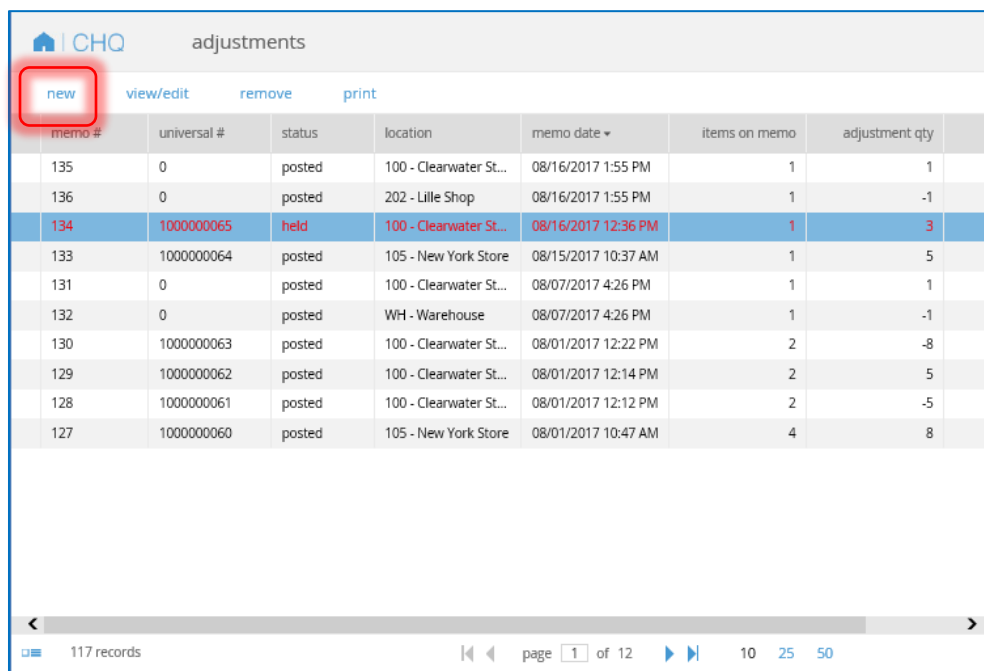 CHQ adjustments
new view/edit remove print
memo # universal # status location memo date items on memo adjustment qty
135 0 posted 100 - Clearwater St... 08/16/2017 1:55 PM 1 1
136 0 posted 202 - Lille Shop 08/16/2017 1:55 PM 1 -1
134 1000000065 held 100 - Clearwater St... 08/16/2017 12:36 PM 1 3
133 1000000064 posted 105 - New York Store 08/15/2017 10:37 AM 1 5
131 0 posted 100 - Clearwater St... 08/07/2017 4:26 PM 1 1
132 0 posted WH - Warehouse 08/07/2017 4:26 PM 1 -1
130 1000000063 posted 100 - Clearwater St... 08/01/2017 12:22 PM 2 -8
129 1000000062 posted 100 - Clearwater St... 08/01/2017 12:14 PM 2 5
128 1000000061 posted 100 - Clearwater St... 08/01/2017 12:12 PM 2 -5
127 1000000060 posted 105 - New York Store 08/01/2017 10:47 AM 4 8
117 records page 1 of 12 10 25 50